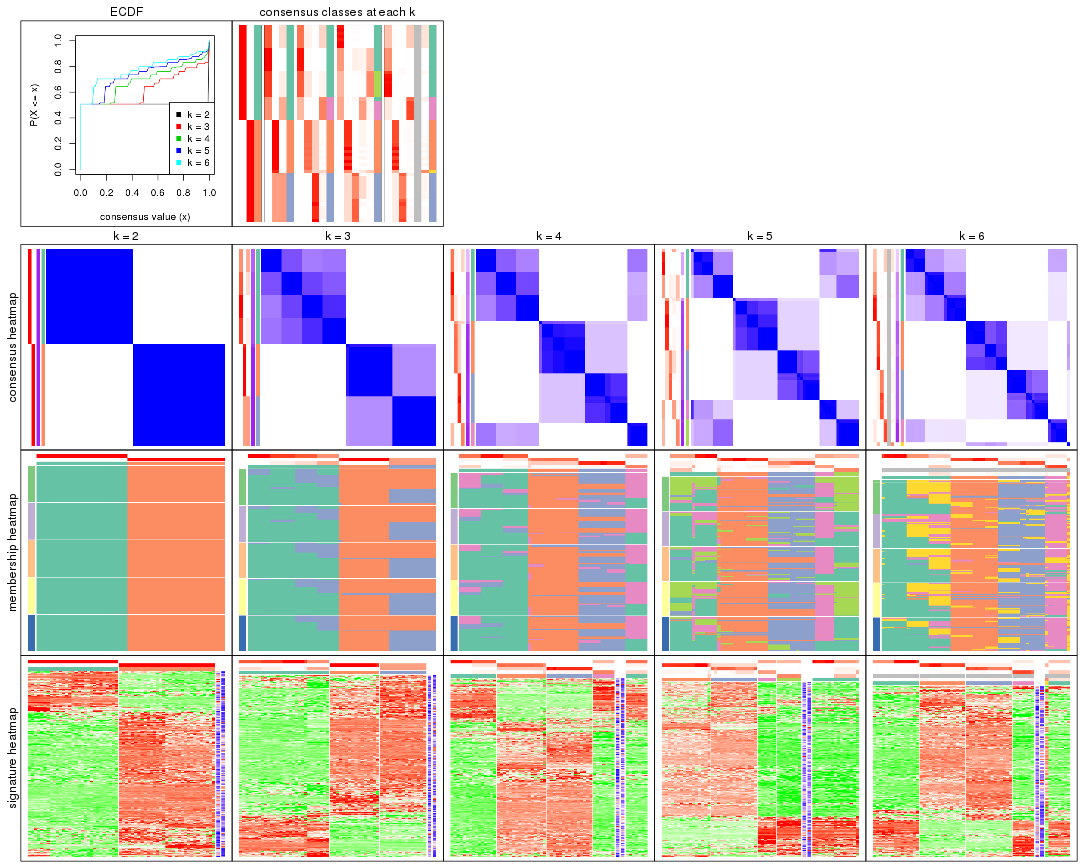 ECDF
consensus classes at each k
P(X <= x)
1.0
0.8
0.6
0.4
0.2
0.0
k = 2
k = 3
k = 4
k = 5
k = 6
0.0 0.2 0.4 0.6 0.8 1.0
consensus value (x)
k = 2
k = 3
k = 4
k = 5
k = 6
consensus heatmap
membership heatmap
signature heatmap